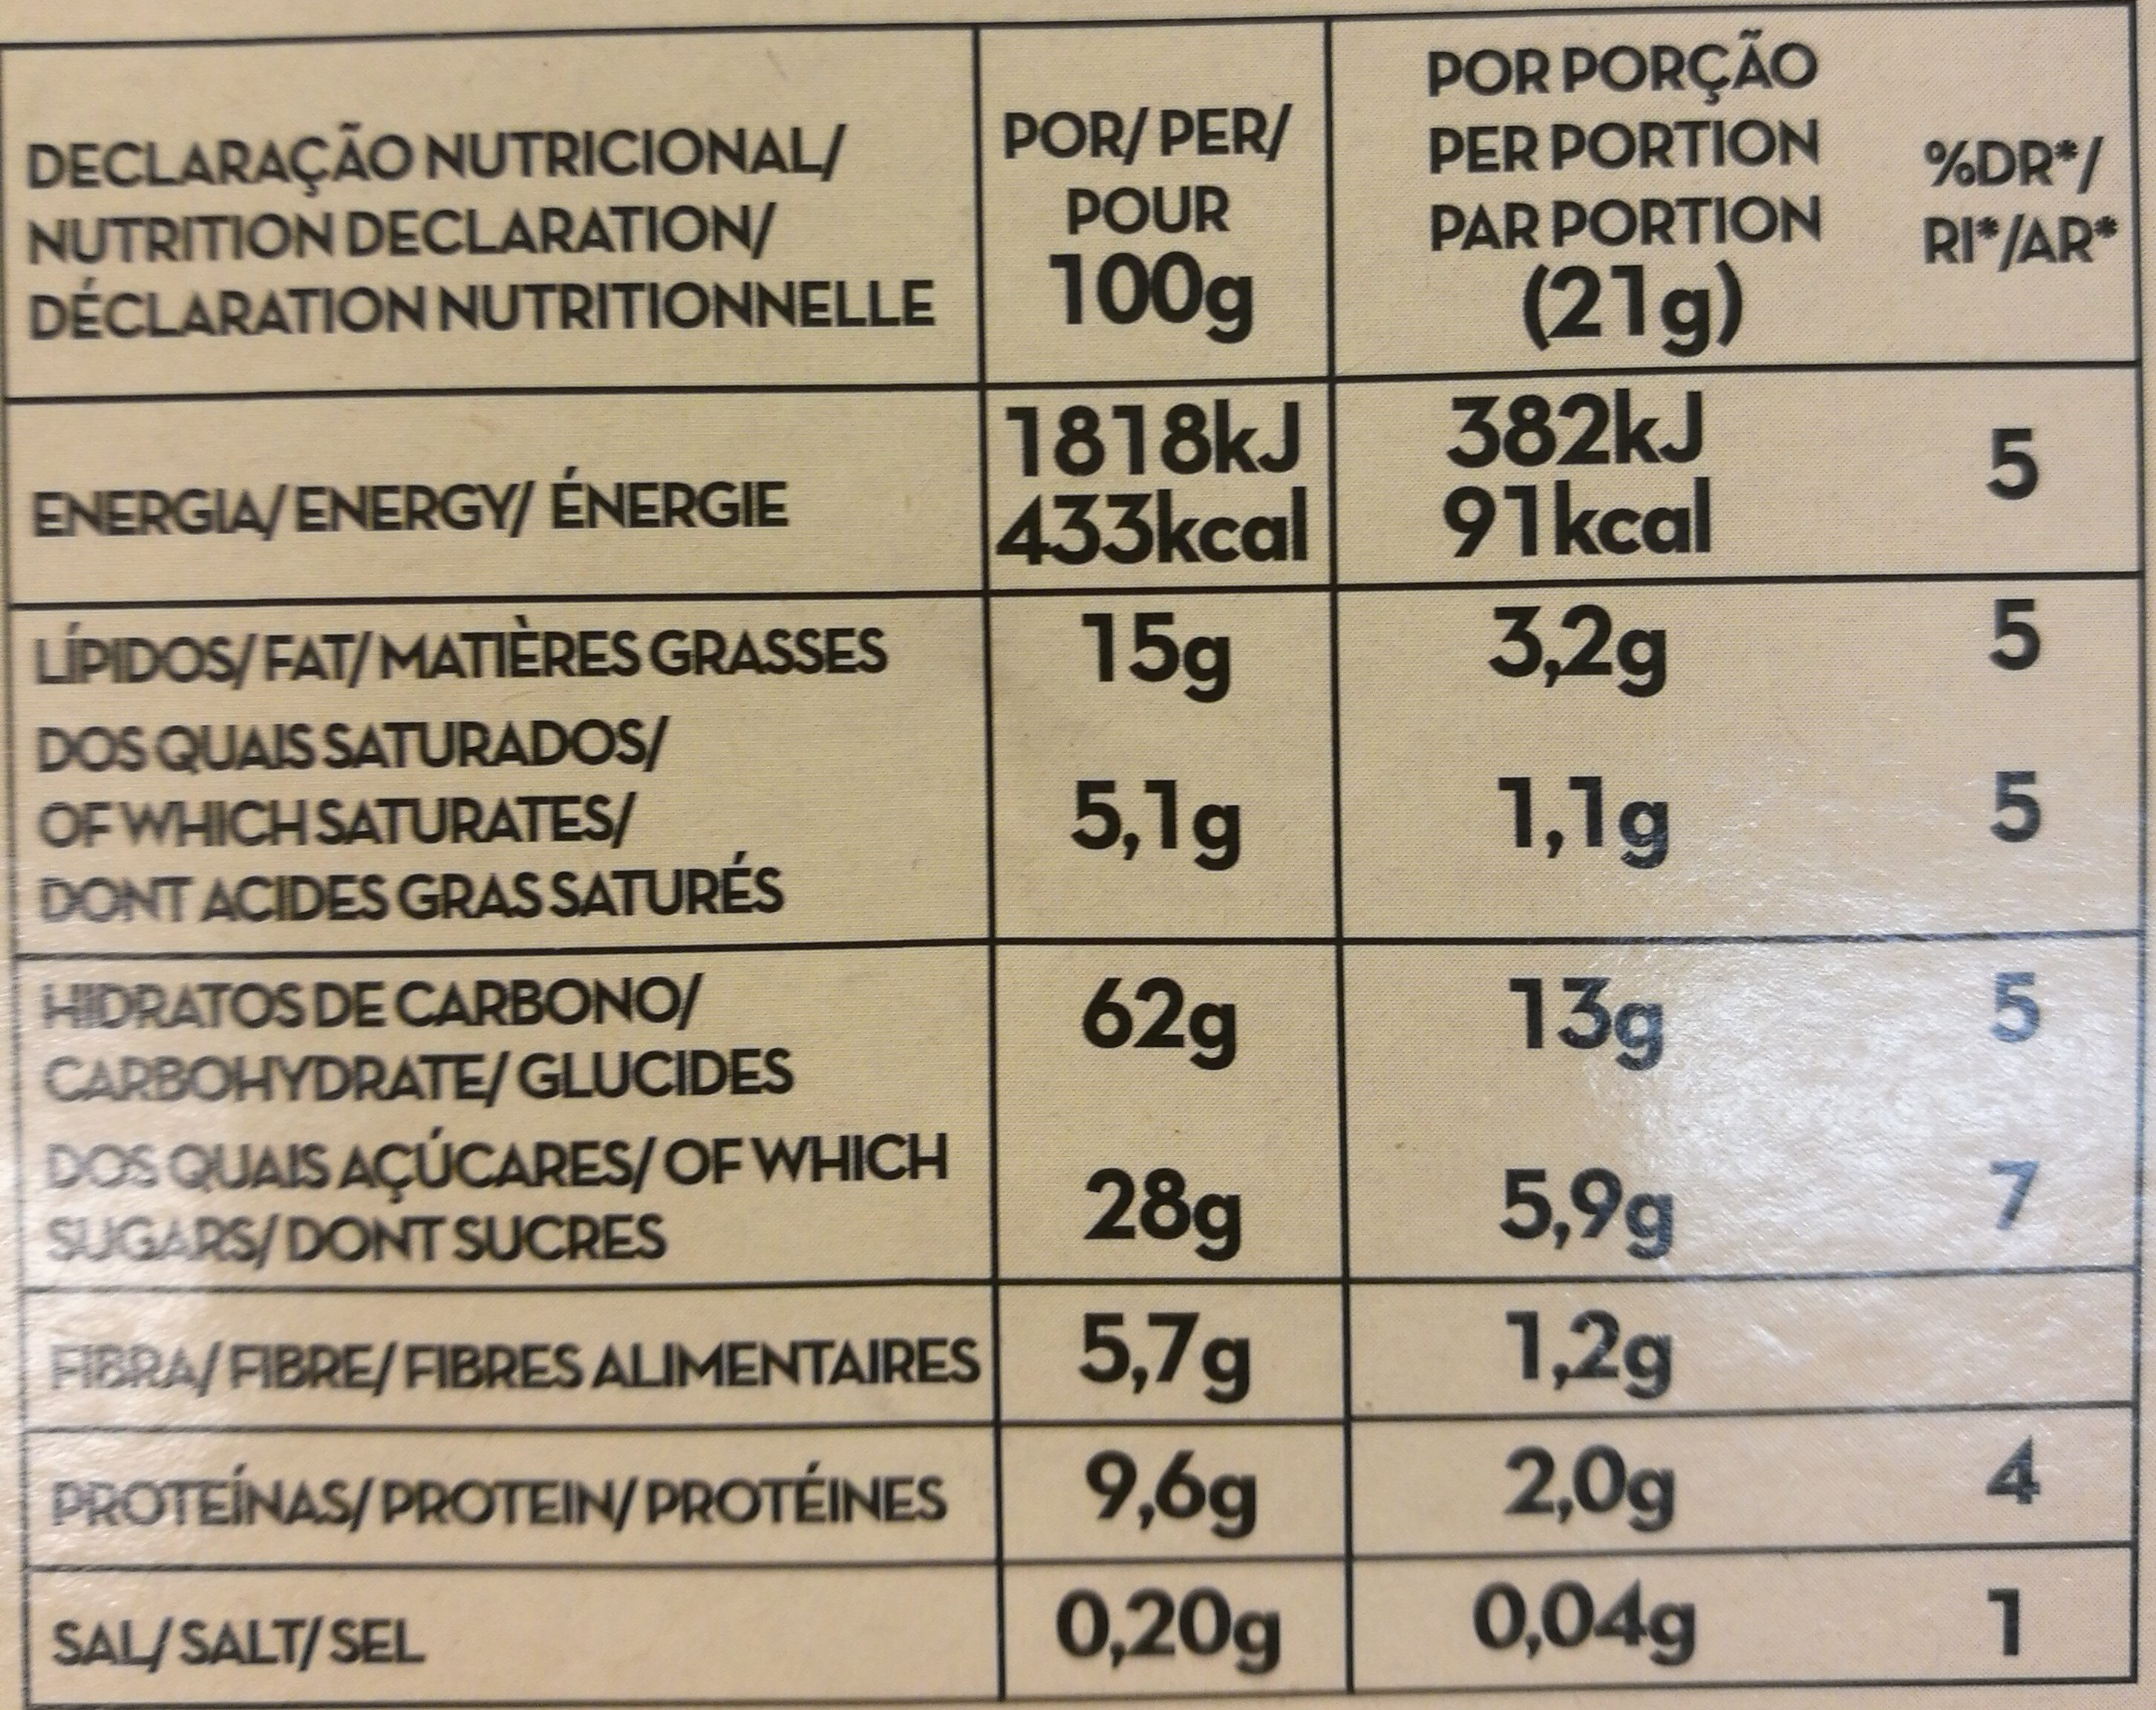 DECLARAÇÃO NUTRICIONAL/
NUTRITION DECLARATION/
DÉCLARATION NUTRITIONNELLE
POR/ PER/
POUR
100g
POR PORÇÃO
PER PORTION
PAR PORTION
(21g)
%DR*/
RI*/AR*
ENERGIA/ ENERGY/ ÉNERGIE
1818kJ
433kcal
382kJ
91kcal
5
LÍPIDOS/ FAT/ MATIÈRES GRASSES
15g
3,2g
5
DOS QUAIS SATURADOS/
OF WHICH SATURATES/
DONT ACIDES GRAS SATURÉS
5,1g
1,1g
5
HIDRATOS DE CARBONO/
CARBOHYDRATE/ GLUCIDES
62g
13g
5
DOS QUAIS AÇÚCARES/ OF WHICH
SUGARS/ DONT SUCRES
28g
5,9g
7
FIBRA/ FIBRE/ FIBRES ALIMENTAIRES
5,7g
1,2g
PROTEÍNAS/ PROTEIN/ PROTÉINES
9,6g
2,0g
4
SAL/ SALT/ SEL
0,20g
0,04g
1